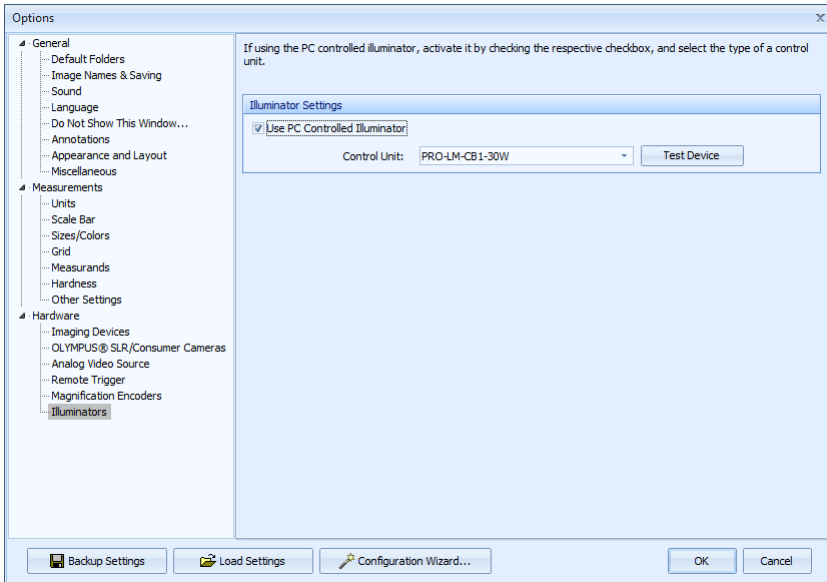 Options
x
General
Default Folders
Image Names & Saving
Sound
Language
Do Not Show This Window...
Annotations
Appearance and Layout
Miscellaneous
Measurements
Units
Scale Bar
Sizes/Colors
Grid
Measurands
Hardness
Other Settings
Hardware
Imaging Devices
OLYMPUS® SLR/Consumer Cameras
Analog Video Source
Remote Trigger
Magnification Encoders
Illuminators
If using the PC controlled illuminator, activate it by checking the respective checkbox, and select the type of a control
unit.
Illuminator Settings
Use PC Controlled Illuminator
Control Unit: PRO-LM-CB1-30W Test Device
Backup Settings Load Settings Configuration Wizard... OK Cancel